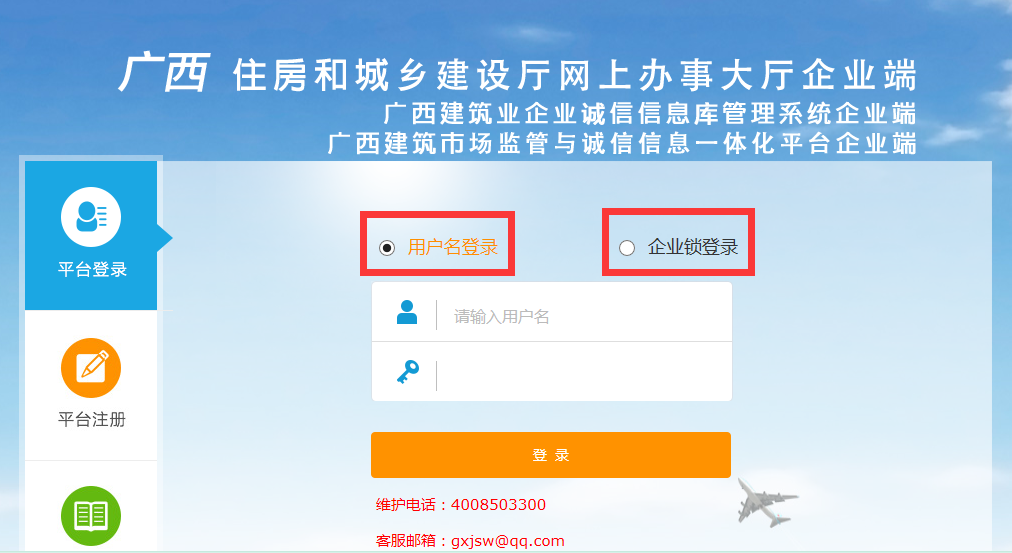 广西 住房和城乡建设厅网上办事大厅企业端
广西建筑业企业诚信信息库管理系统企业端
广西建筑市场监管与诚信信息一体化平台企业端
平台登录
用户名登录
企业锁登录
请输入用户名
平台注册
登 录
维护电话：4008503300
客服邮箱：gxjsw@qq.com